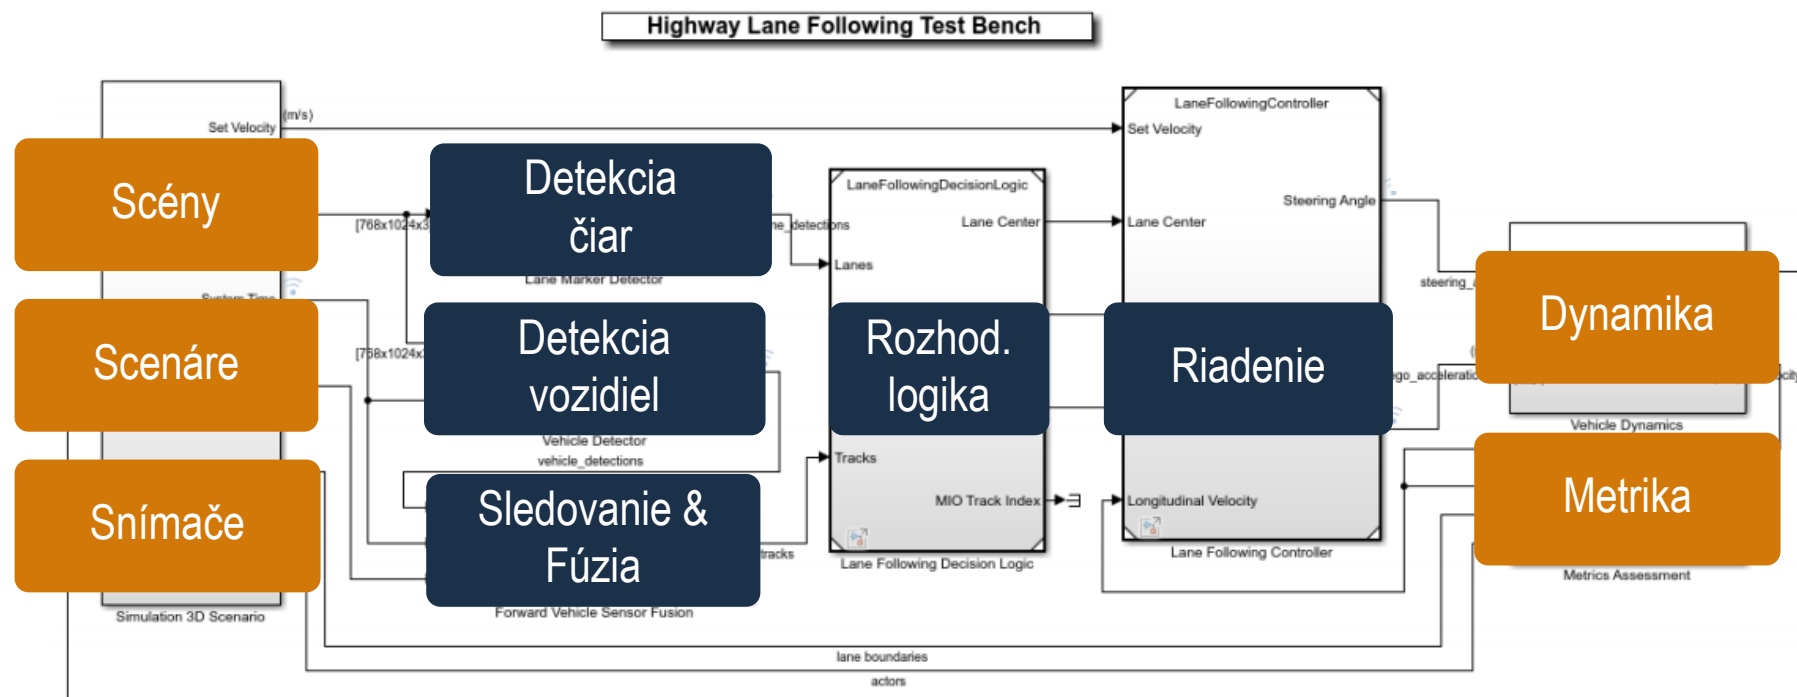 Highway Lane Following Test Bench
(m/s)
Set Velocity
Scény
[768x1024x3
System Time
Scenáre
[768x1024x3
Snímače
Simulation 3D Scenario
Detekcia
čiar
Lane Marker Detector
Detekcia
vozidiel
Vehicle Detector
vehicle_detections
Sledovanie &
Fúzia
tracks
Forward Vehicle Sensor Fusion
LaneFollowingDecisionLogic
Lane Center
Lanes
Rozhod.
logika
Tracks
MIO Track Index
Lane Following Decision Logic
LaneFollowingController
Set Velocity
Steering Angle
Lane Center
Riadenie
Longitudinal Velocity
Lane Following Controller
Dynamika
Vehicle Dynamics
Metrika
Metrics Assessment
lane boundaries
actors